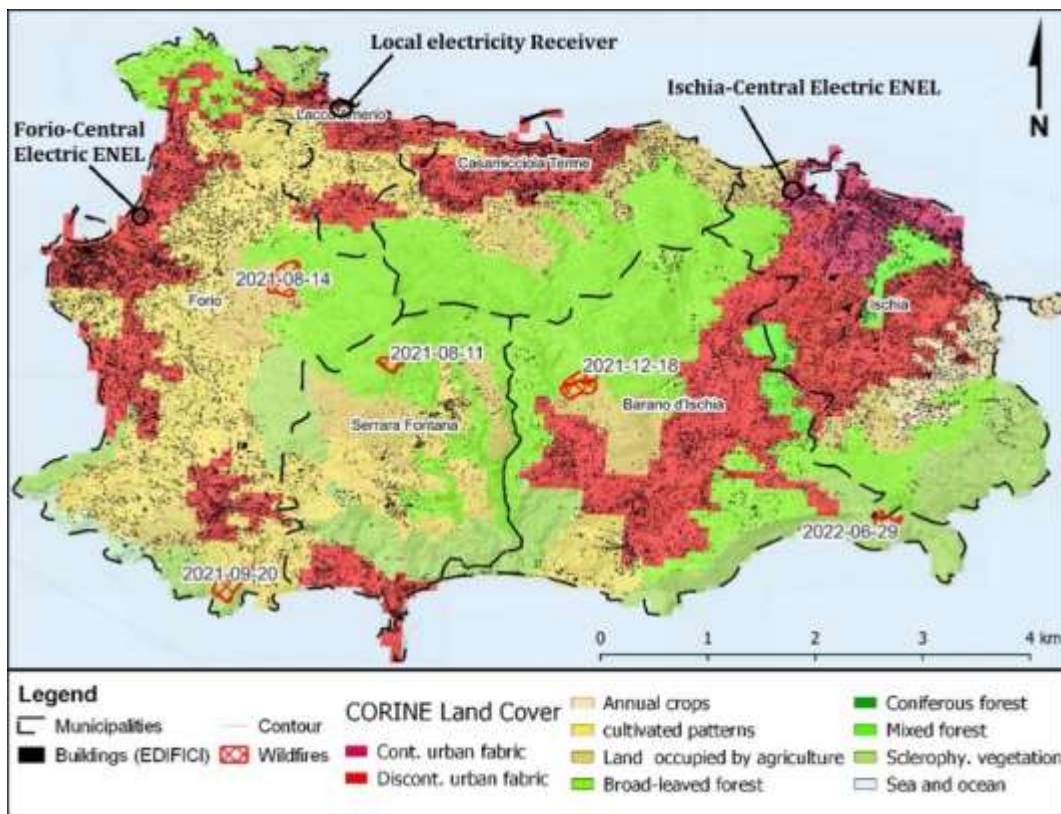 Local electricity Receiver
Ischia-Central Electric ENEL
N
Forio-Central
Electric ENEL
Lacco Ameno
Casamicciola Terme
2021-08-14
Forio
Ischia
2021-08-11
2021-12-18
Serrara Fontana
Barano d'Ischia
2022-06-29
2021-09-20
0 1 2 3 4 km
Legend
Municipalities
Contour
Buildings (EDIFICI)
Wildfires
CORINE Land Cover
Cont. urban fabric
Discont. urban fabric
Annual crops
cultivated patterns
Land occupied by agriculture
Broad-leaved forest
Coniferous forest
Mixed forest
Sclerophy. vegetation
Sea and ocean